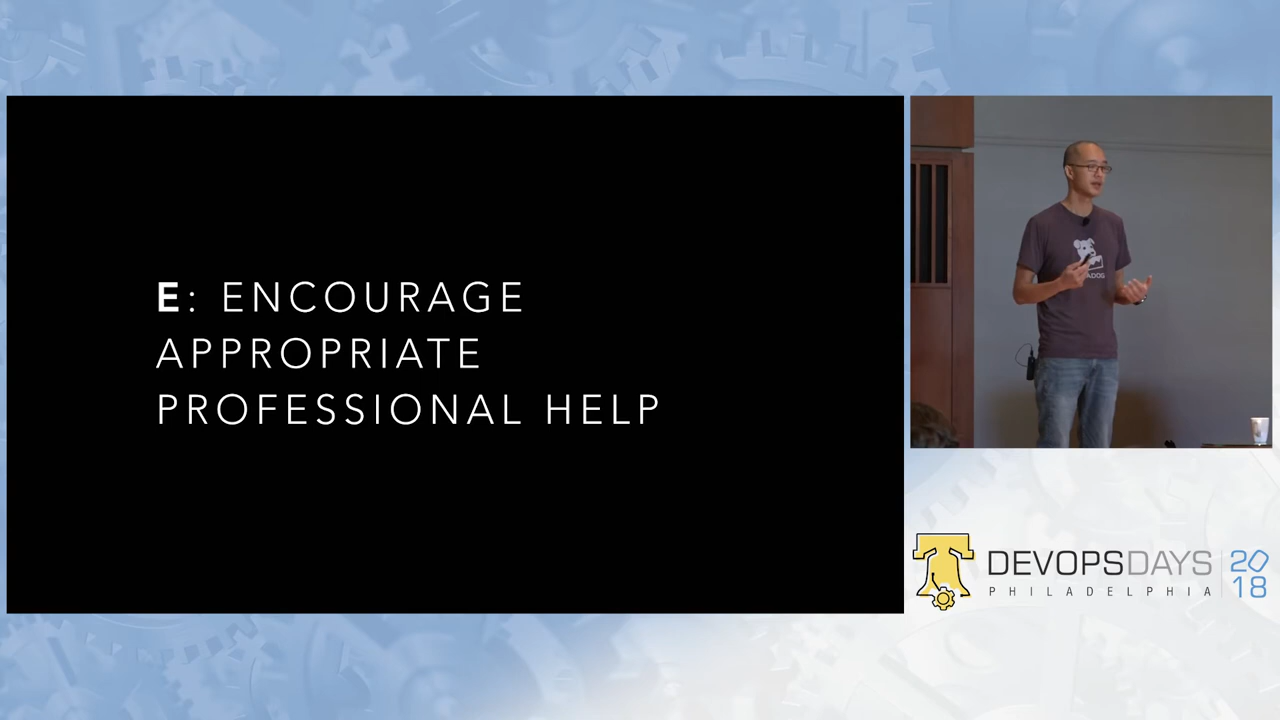 E: ENCOURAGE
APPROPRIATE
PROFESSIONAL HELP
DEVOPSDAYS
PHILADELPHIA
20
18